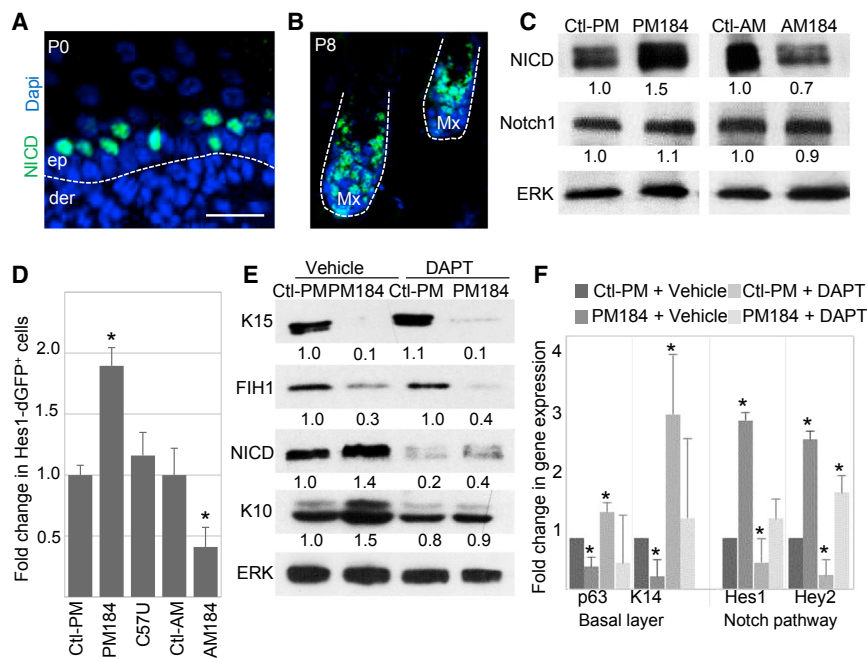 A
P0
NICD Dapi
ep
der
B
P8
Mx
Mx
C
Ctl-PM PM184 Ctl-AM AM184
NICD
1.0 1.5 1.0 0.7
Notch1
1.0 1.1 1.0 0.9
ERK
D
Fold change in Hes1-dGFP+ cells
2.0
1.5
1.0
0.5
*
*
Ctl-PM
PM184
C57U
Ctl-AM
AM184
E
Vehicle DAPT
Ctl-PM PM184 Ctl-PM PM184
K15
1.0 0.1 1.1 0.1
FIH1
1.0 0.3 1.0 0.4
NICD
1.0 1.4 0.2 0.4
K10
1.0 1.5 0.8 0.9
ERK
F
Ctl-PM + Vehicle Ctl-PM + DAPT
PM184 + Vehicle PM184 + DAPT
Fold change in gene expression
4
3
2
1
* * * * * * * * *
p63 K14 Hes1 Hey2
Basal layer Notch pathway